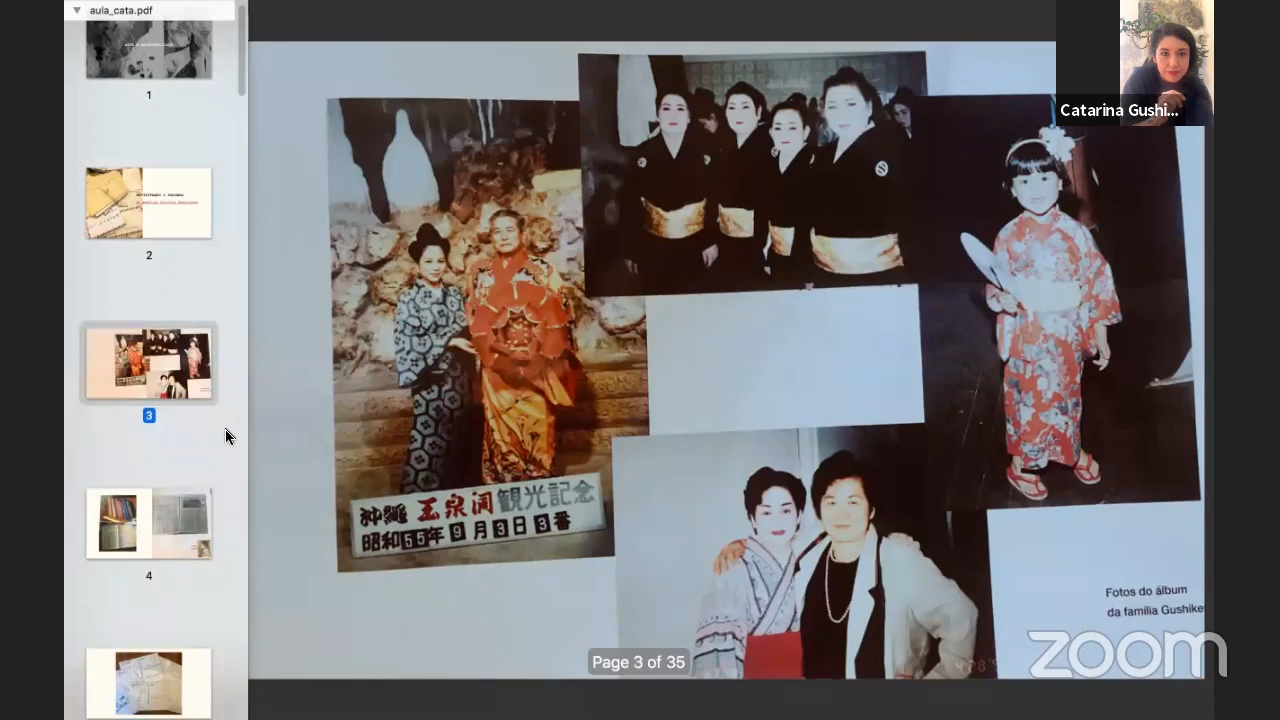 aula_cata.pdf
1
2
3
4
Catarina Gushi...
沖縄 玉泉洞 観光記念
昭和55年9月3日3番
Fotos do álbum
da família Gushike
Page 3 of 35
zoom